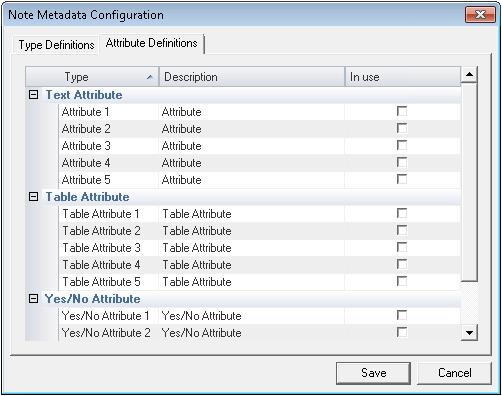 Note Metadata Configuration
Type Definitions Attribute Definitions
Type Description In use
Text Attribute
Attribute 1 Attribute
Attribute 2 Attribute
Attribute 3 Attribute
Attribute 4 Attribute
Attribute 5 Attribute
Table Attribute
Table Attribute 1 Table Attribute
Table Attribute 2 Table Attribute
Table Attribute 3 Table Attribute
Table Attribute 4 Table Attribute
Table Attribute 5 Table Attribute
Yes/No Attribute
Yes/No Attribute 1 Yes/No Attribute
Yes/No Attribute 2 Yes/No Attribute
Save Cancel